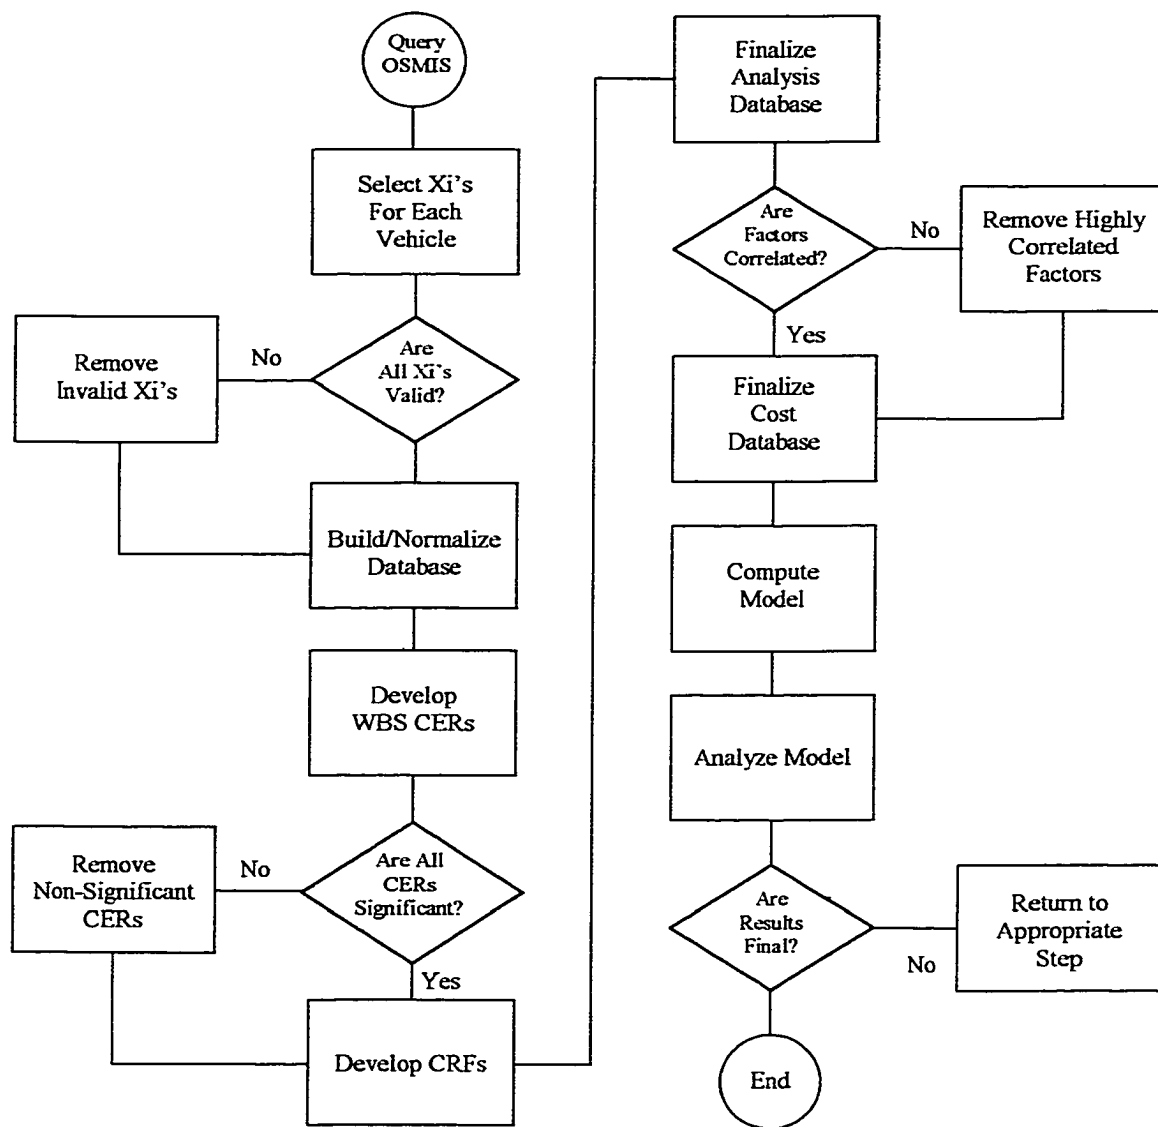 Query
OSMIS
Select Xi's
For Each
Vehicle
Are
All Xi's
Valid?
No
Remove
Invalid Xi's
Build/Normalize
Database
Develop
WBS CERs
Are All
CERs
Significant?
No
Remove
Non-Significant
CERs
Yes
Develop CRFs
Finalize
Analysis
Database
Are
Factors
Correlated?
No
Remove Highly
Correlated
Factors
Yes
Finalize
Cost
Database
Compute
Model
Analyze Model
Are
Results
Final?
No
Return to
Appropriate
Step
End